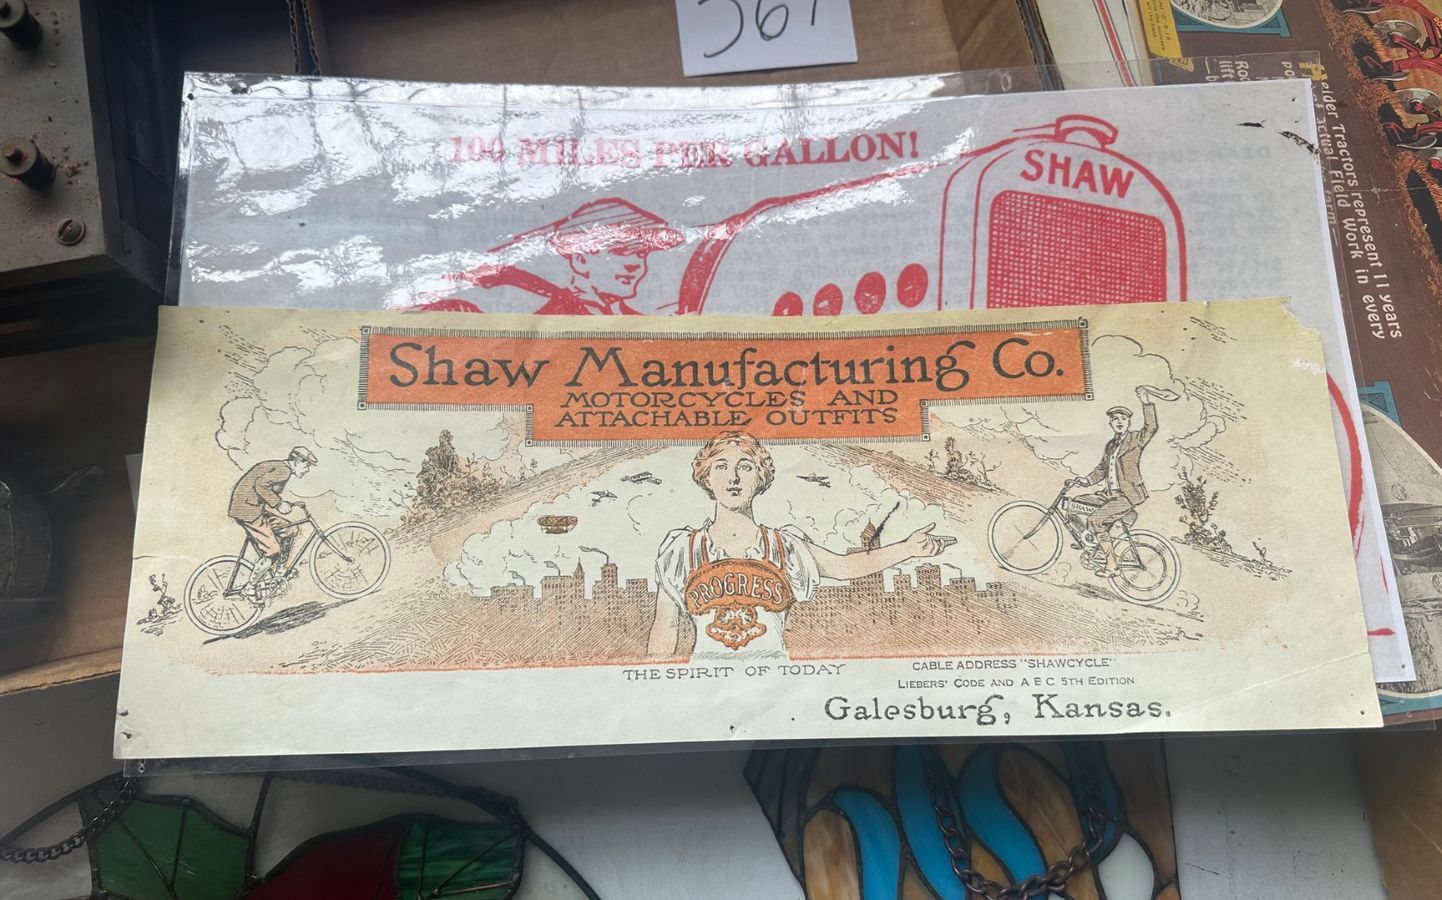 367
100 MILES PER GALLON!
SHAW
Shaw Manufacturing Co.
MOTORCYCLES AND
ATTACHABLE OUTFITS
SHAW
PROGRESS
THE SPIRIT OF TODAY
CABLE ADDRESS "SHAWCYCLE"
LIEBERS' CODE AND A B C 5TH EDITION
Galesburg, Kansas.
Heider Tractors represent 11 years
of actual Field Work in every